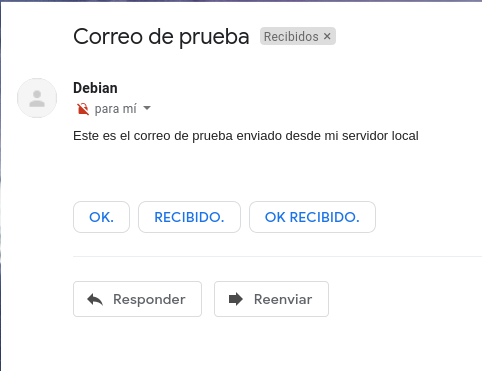 Correo de prueba Recibidos ×
Debian
para mí
Este es el correo de prueba enviado desde mi servidor local
OK. RECIBIDO. OK RECIBIDO.
Responder Reenviar